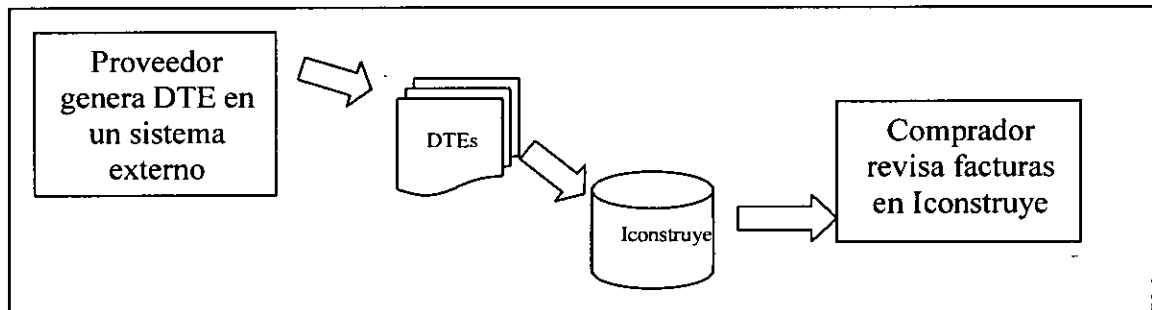 Proveedor
genera DTE en
un sistema
externo
DTEs
Iconstruye
Comprador
revisa facturas
en Iconstruye